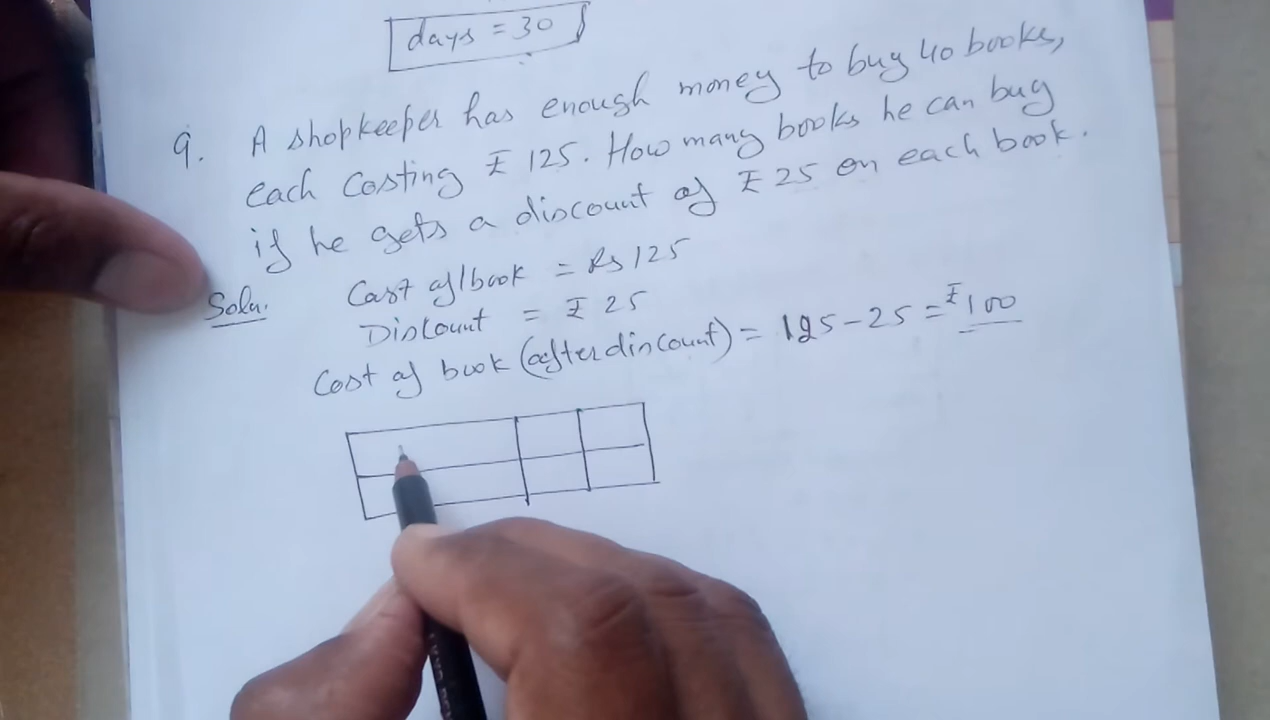 days = 30
9. A shopkeeper has enough money to buy 40 books,
each Costing ₹ 125. How many books he can buy
if he gets a discount of ₹ 25 on each book.
Soln. Cost of 1 book = Rs 125
Discount = ₹ 25
Cost of book (after discount) = 125 - 25 = ₹ 100